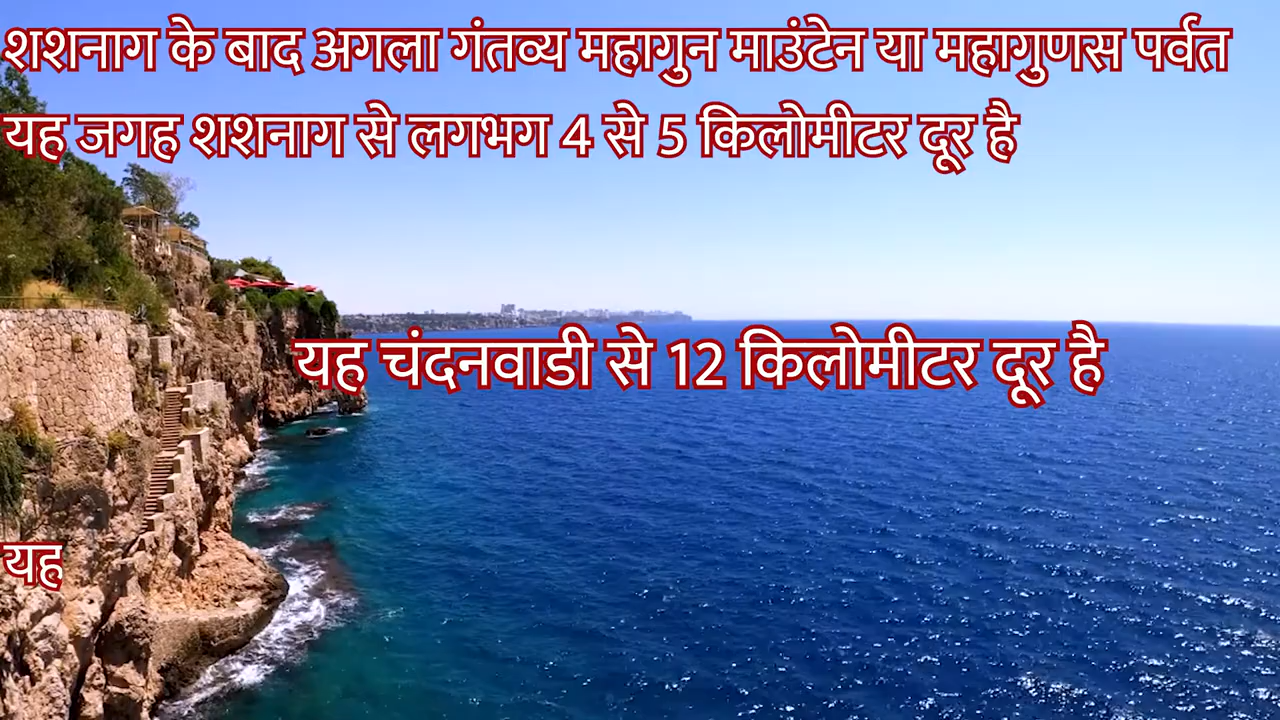 शशनाग के बाद अगला गंतव्य महागुन माउंटेन या महागुणस पर्वत
यह जगह शशनाग से लगभग 4 से 5 किलोमीटर दूर है
यह चंदनवाडी से 12 किलोमीटर दूर है
यह